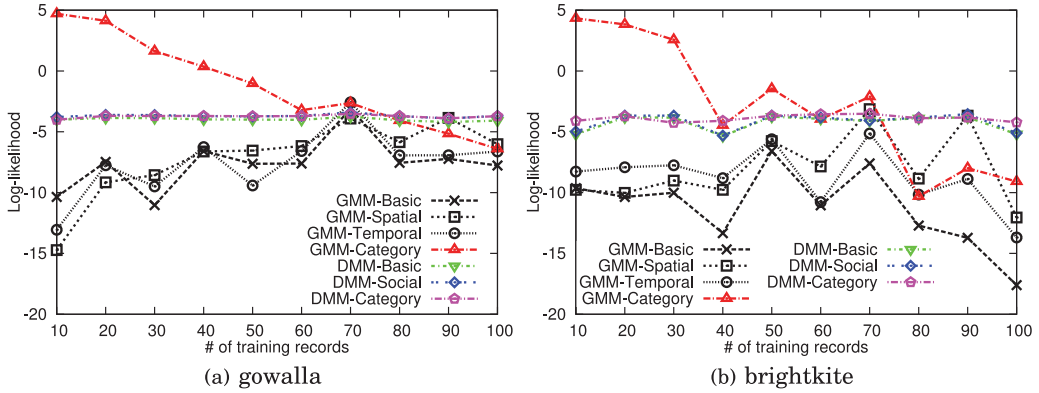 5
0
-5
-10
-15
-20
Log-likelihood
GMM-Basic
GMM-Spatial
GMM-Temporal
GMM-Category
DMM-Basic
DMM-Social
DMM-Category
10 20 30 40 50 60 70 80 90 100
# of training records
(a) gowalla
5
0
-5
-10
-15
-20
Log-likelihood
GMM-Basic
GMM-Spatial
GMM-Temporal
GMM-Category
DMM-Basic
DMM-Social
DMM-Category
10 20 30 40 50 60 70 80 90 100
# of training records
(b) brightkite